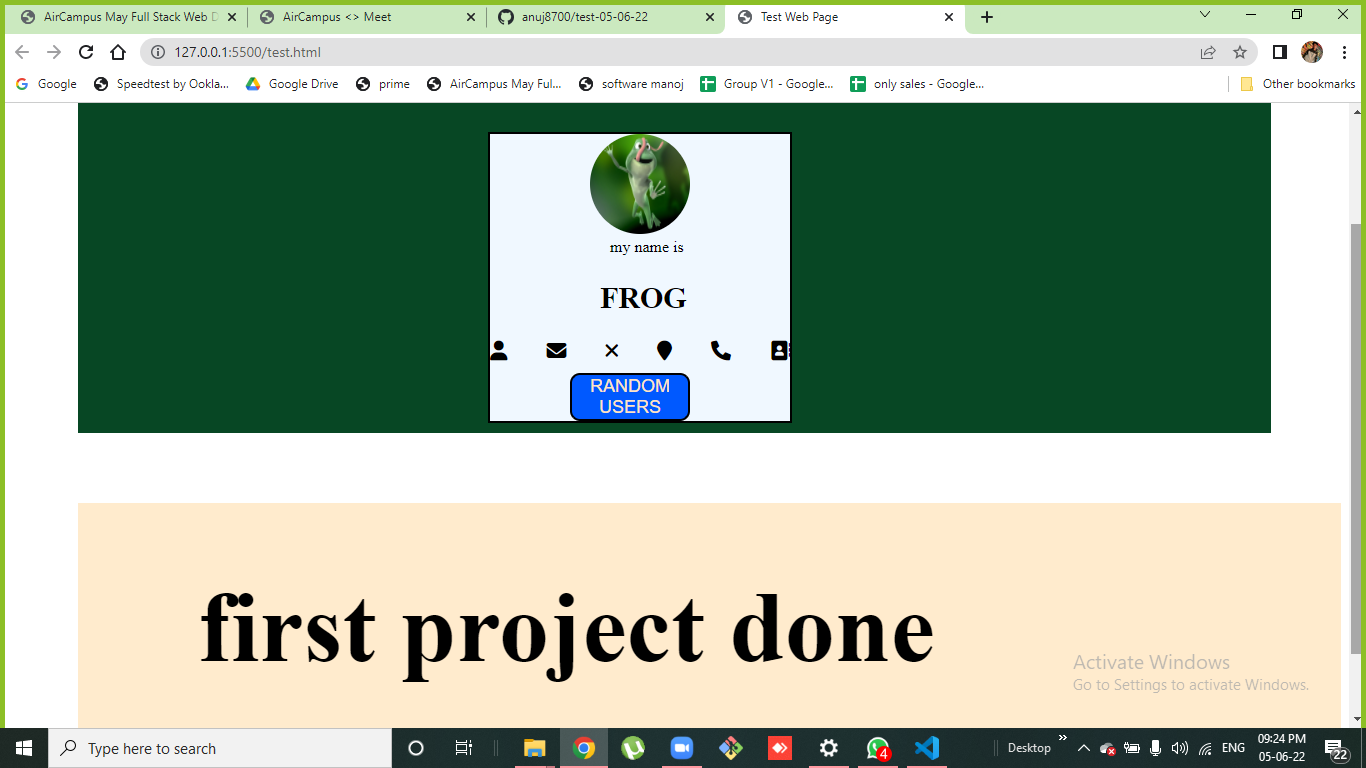 AirCampus May Full Stack Web D
AirCampus <> Meet
anuj8700/test-05-06-22
Test Web Page
127.0.0.1:5500/test.html
Google
Speedtest by Ookla...
Google Drive
prime
AirCampus May Ful...
software manoj
Group V1 - Google...
only sales - Google...
Other bookmarks
my name is
FROG
RANDOM
USERS
first project done
Activate Windows
Go to Settings to activate Windows.
Type here to search
4
Desktop
ENG
09:24 PM
05-06-22
22